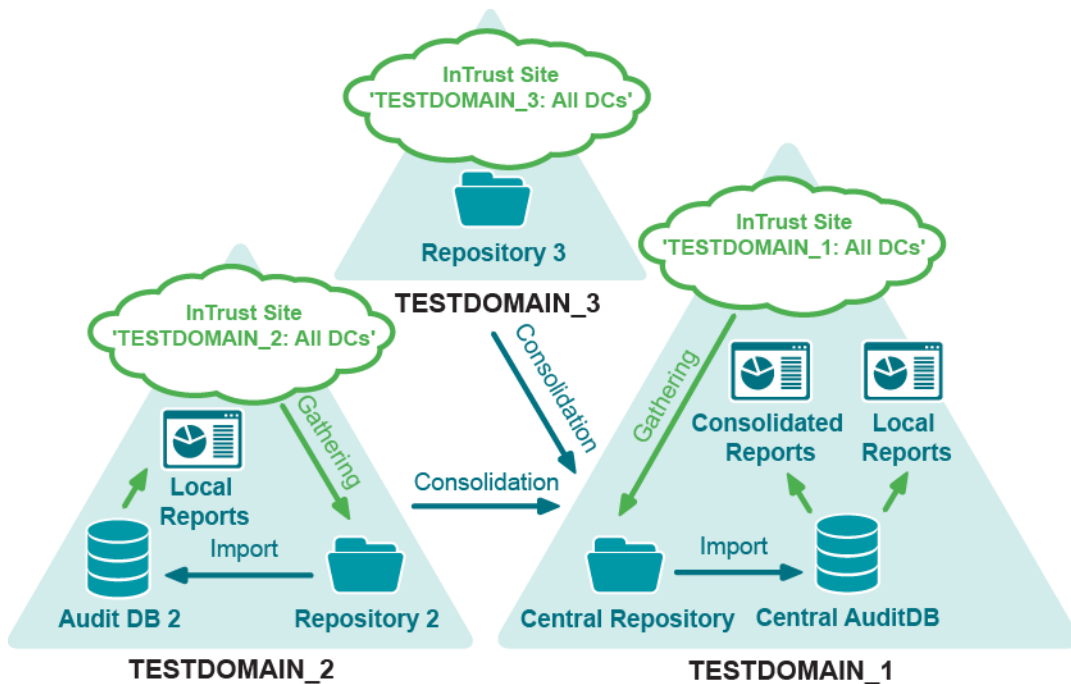 InTrust Site
'TESTDOMAIN_3: All DCs'
Repository 3
TESTDOMAIN_3
InTrust Site
'TESTDOMAIN_2: All DCs'
Gathering
Local
Reports
Import
Audit DB 2
Repository 2
TESTDOMAIN_2
Consolidation
Consolidation
InTrust Site
'TESTDOMAIN_1: All DCs'
Gathering
Consolidated
Reports
Local
Reports
Import
Central Repository
Central AuditDB
TESTDOMAIN_1